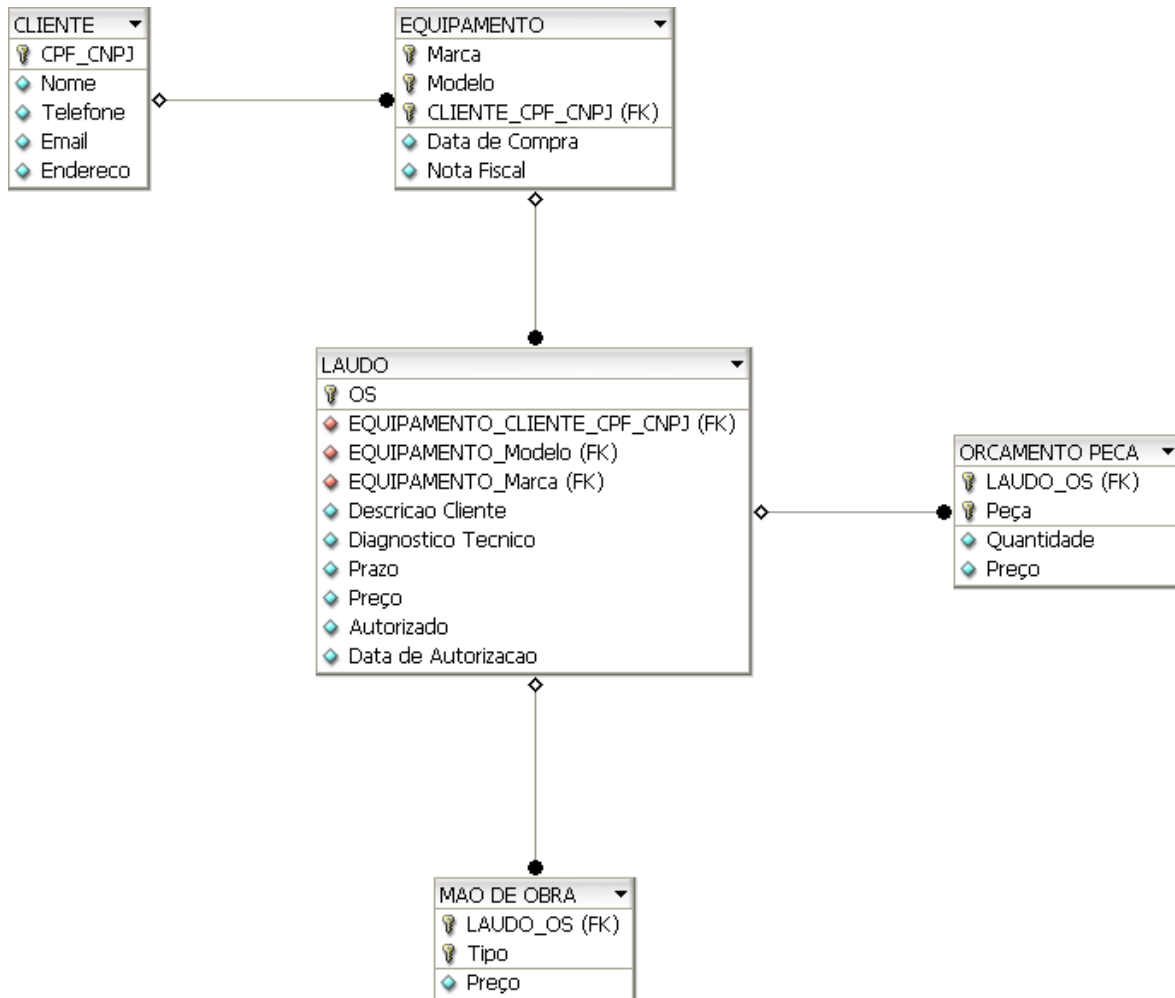 CLIENTE
CPF_CNPJ
Nome
Telefone
Email
Endereco
EQUIPAMENTO
Marca
Modelo
CLIENTE_CPF_CNPJ (FK)
Data de Compra
Nota Fiscal
LAUDO
OS
EQUIPAMENTO_CLIENTE_CPF_CNPJ (FK)
EQUIPAMENTO_Modelo (FK)
EQUIPAMENTO_Marca (FK)
Descricao Cliente
Diagnostico Tecnico
Prazo
Preço
Autorizado
Data de Autorizacao
ORCAMENTO PECA
LAUDO_OS (FK)
Peça
Quantidade
Preço
MAO DE OBRA
LAUDO_OS (FK)
Tipo
Preço